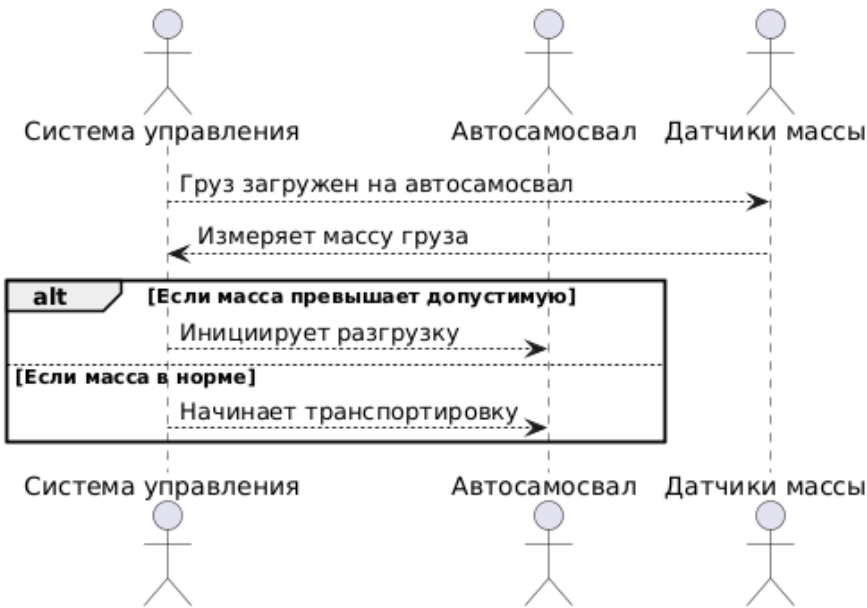 Система управления Автосамосвал Датчики массы
Груз загружен на автосамосвал
Измеряет массу груза
alt [Если масса превышает допустимую]
Инициирует разгрузку
[Если масса в норме]
Начинает транспортировку
Система управления Автосамосвал Датчики массы